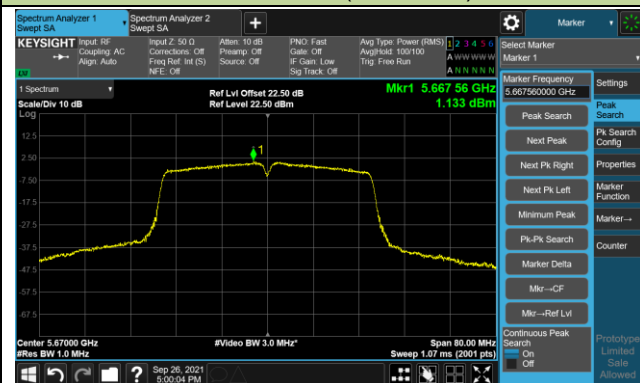 Spectrum Analyzer 1
Swept SA
Spectrum Analyzer 2
Swept SA
+
Marker
KEYSIGHT
Input: RF
Coupling: AC
Align: Auto
Input Z: 50 Ω
Corrections: Off
Freq Ref: Int (S)
NFE: Off
Atten: 10 dB
Preamp: Off
Source: Off
PNO: Fast
Gate: Off
IF Gain: Low
Sig Track: Off
Avg Type: Power (RMS)
Avg|Hold: 100/100
Trig: Free Run
1 2 3 4 5 6
A W W W W W
A N N N N N
Select Marker
Marker 1
1 Spectrum
Scale/Div 10 dB
Log
Ref Lvl Offset 22.50 dB
Ref Level 22.50 dBm
Mkr1 5.667 56 GHz
1.133 dBm
12.5
2.50
-7.50
-17.5
-27.5
-37.5
-47.5
-57.5
-67.5
1
Center 5.67000 GHz
#Res BW 1.0 MHz
#Video BW 3.0 MHz*
Span 80.00 MHz
Sweep 1.07 ms (2001 pts)
Marker Frequency
5.667560000 GHz
Peak Search
Next Peak
Next Pk Right
Next Pk Left
Minimum Peak
Pk-Pk Search
Marker Delta
Mkr→CF
Mkr→Ref Lvl
Continuous Peak
Search
On
Off
Settings
Peak
Search
Pk Search
Config
Properties
Marker
Function
Marker→
Counter
Prototype
Limited
Sale
Allowed
?
Sep 26, 2021
5:00:04 PM